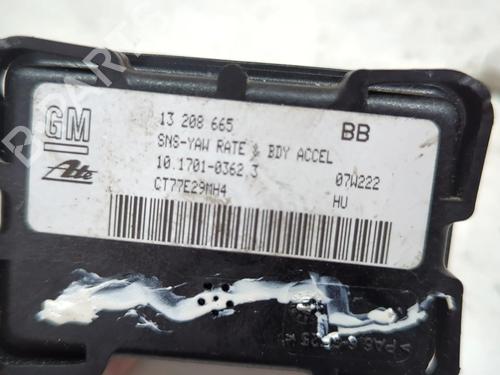 GM
13 208 665
BB
SNS-YAW RATE & BDY ACCEL
Ate
10.1701-0362.3
07W222
CT77E29MH4
HU